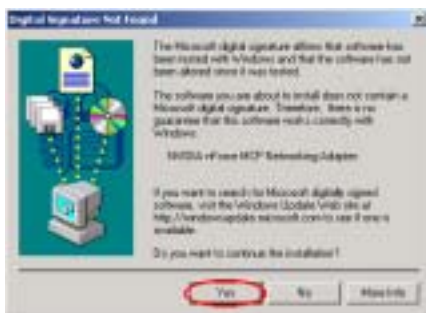 Digital Signature Not Found
The Microsoft digital signature affirms that software has
been tested with Windows and that the software has not
been altered since it was tested.
The software you are about to install does not contain a
Microsoft digital signature. Therefore, there is no
guarantee that this software works correctly with
Windows.
NVIDIA nForce MCP Networking Adapter
If you want to search for Microsoft digitally signed
software, visit the Windows Update Web site at
http://windowsupdate.microsoft.com to see if one is
available.
Do you want to continue the installation?
Yes
No
More Info